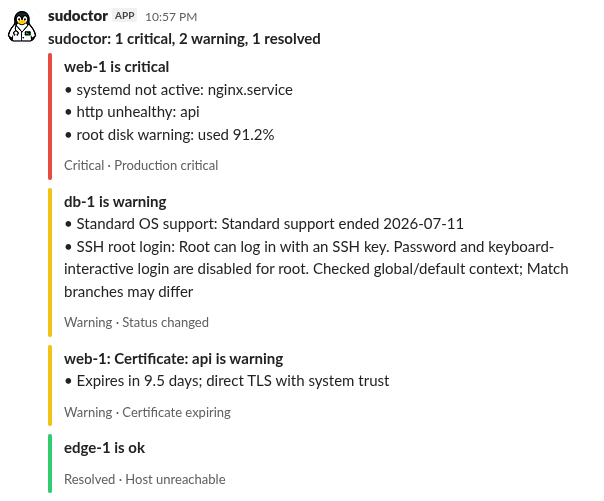 sudoctor APP 10:57 PM
sudoctor: 1 critical, 2 warning, 1 resolved
web-1 is critical
• systemd not active: nginx.service
• http unhealthy: api
• root disk warning: used 91.2%
Critical · Production critical
db-1 is warning
• Standard OS support: Standard support ended 2026-07-11
• SSH root login: Root can log in with an SSH key. Password and keyboard-
interactive login are disabled for root. Checked global/default context; Match
branches may differ
Warning · Status changed
web-1: Certificate: api is warning
• Expires in 9.5 days; direct TLS with system trust
Warning · Certificate expiring
edge-1 is ok
Resolved · Host unreachable